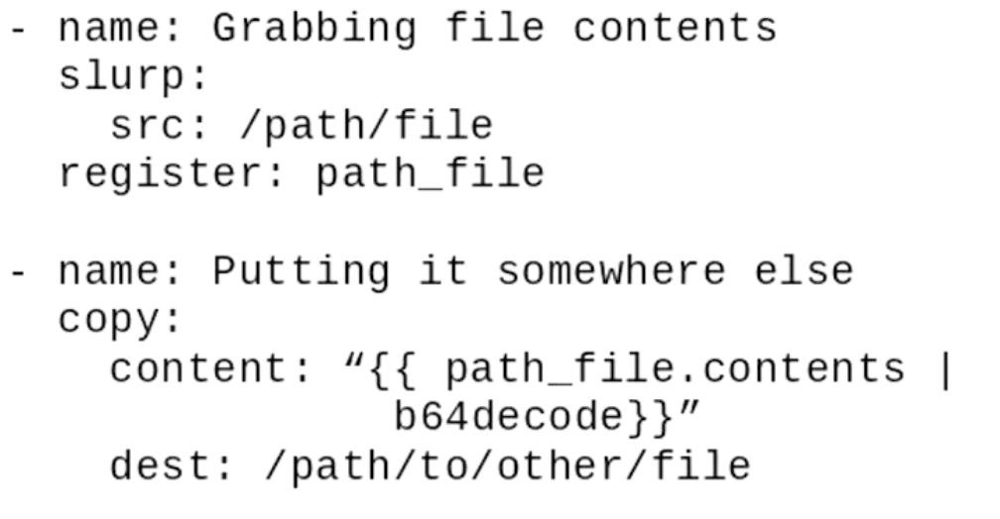 - name: Grabbing file contents
  slurp:
    src: /path/file
  register: path_file

- name: Putting it somewhere else
  copy:
    content: “{{ path_file.contents |
               b64decode}}”
    dest: /path/to/other/file